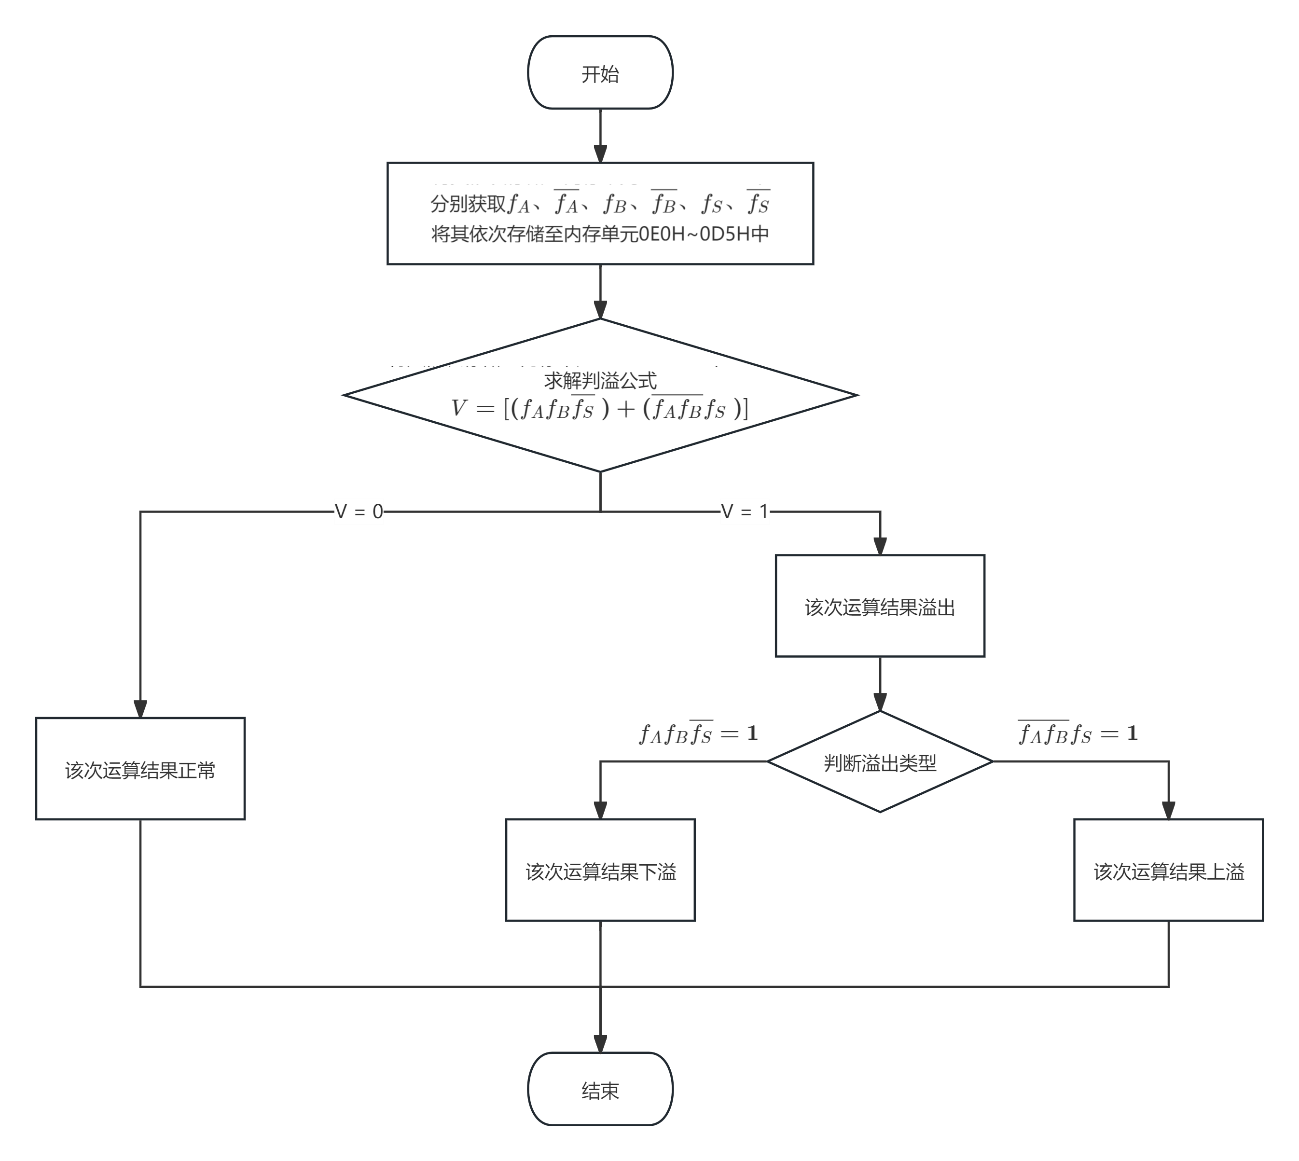 开始
分别获取f_A、\overline{f_A}、f_B、\overline{f_B}、f_S、\overline{f_S}
将其依次存储至内存单元0E0H~0D5H中
求解判溢公式
V = [(f_A f_B \overline{f_S} ) + (\overline{f_A f_B} f_S )]
V = 0
V = 1
该次运算结果溢出
f_A f_B \overline{f_S} = 1
\overline{f_A f_B} f_S = 1
判断溢出类型
该次运算结果正常
该次运算结果下溢
该次运算结果上溢
结束